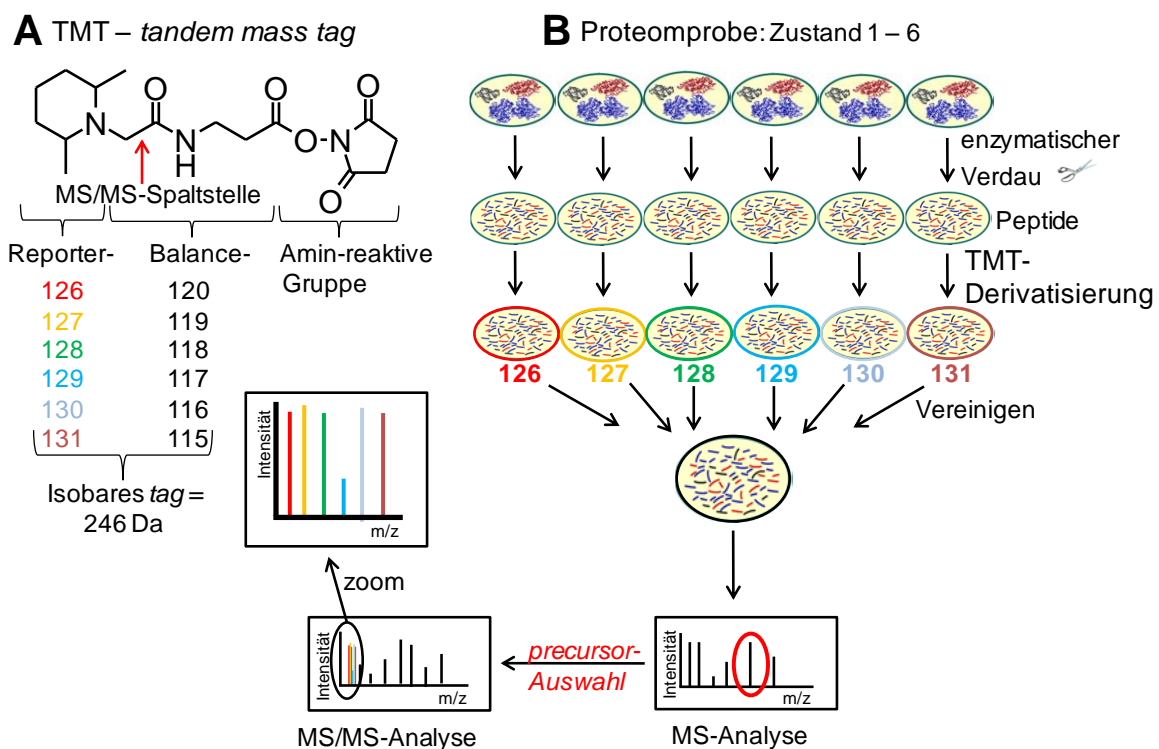 A TMT – tandem mass tag
N
O
N
H
O
O
N
O
O
MS/MS-Spaltstelle
Reporter-
Balance-
Amin-reaktive
Gruppe
126 120
127 119
128 118
129 117
130 116
131 115
Isobares tag =
246 Da
Intensität
m/z
zoom
Intensität
m/z
MS/MS-Analyse
B Proteomprobe: Zustand 1 – 6
enzymatischer
Verdau
Peptide
TMT-
Derivatisierung
126 127 128 129 130 131
Vereinigen
precursor-
Auswahl
Intensität
m/z
MS-Analyse